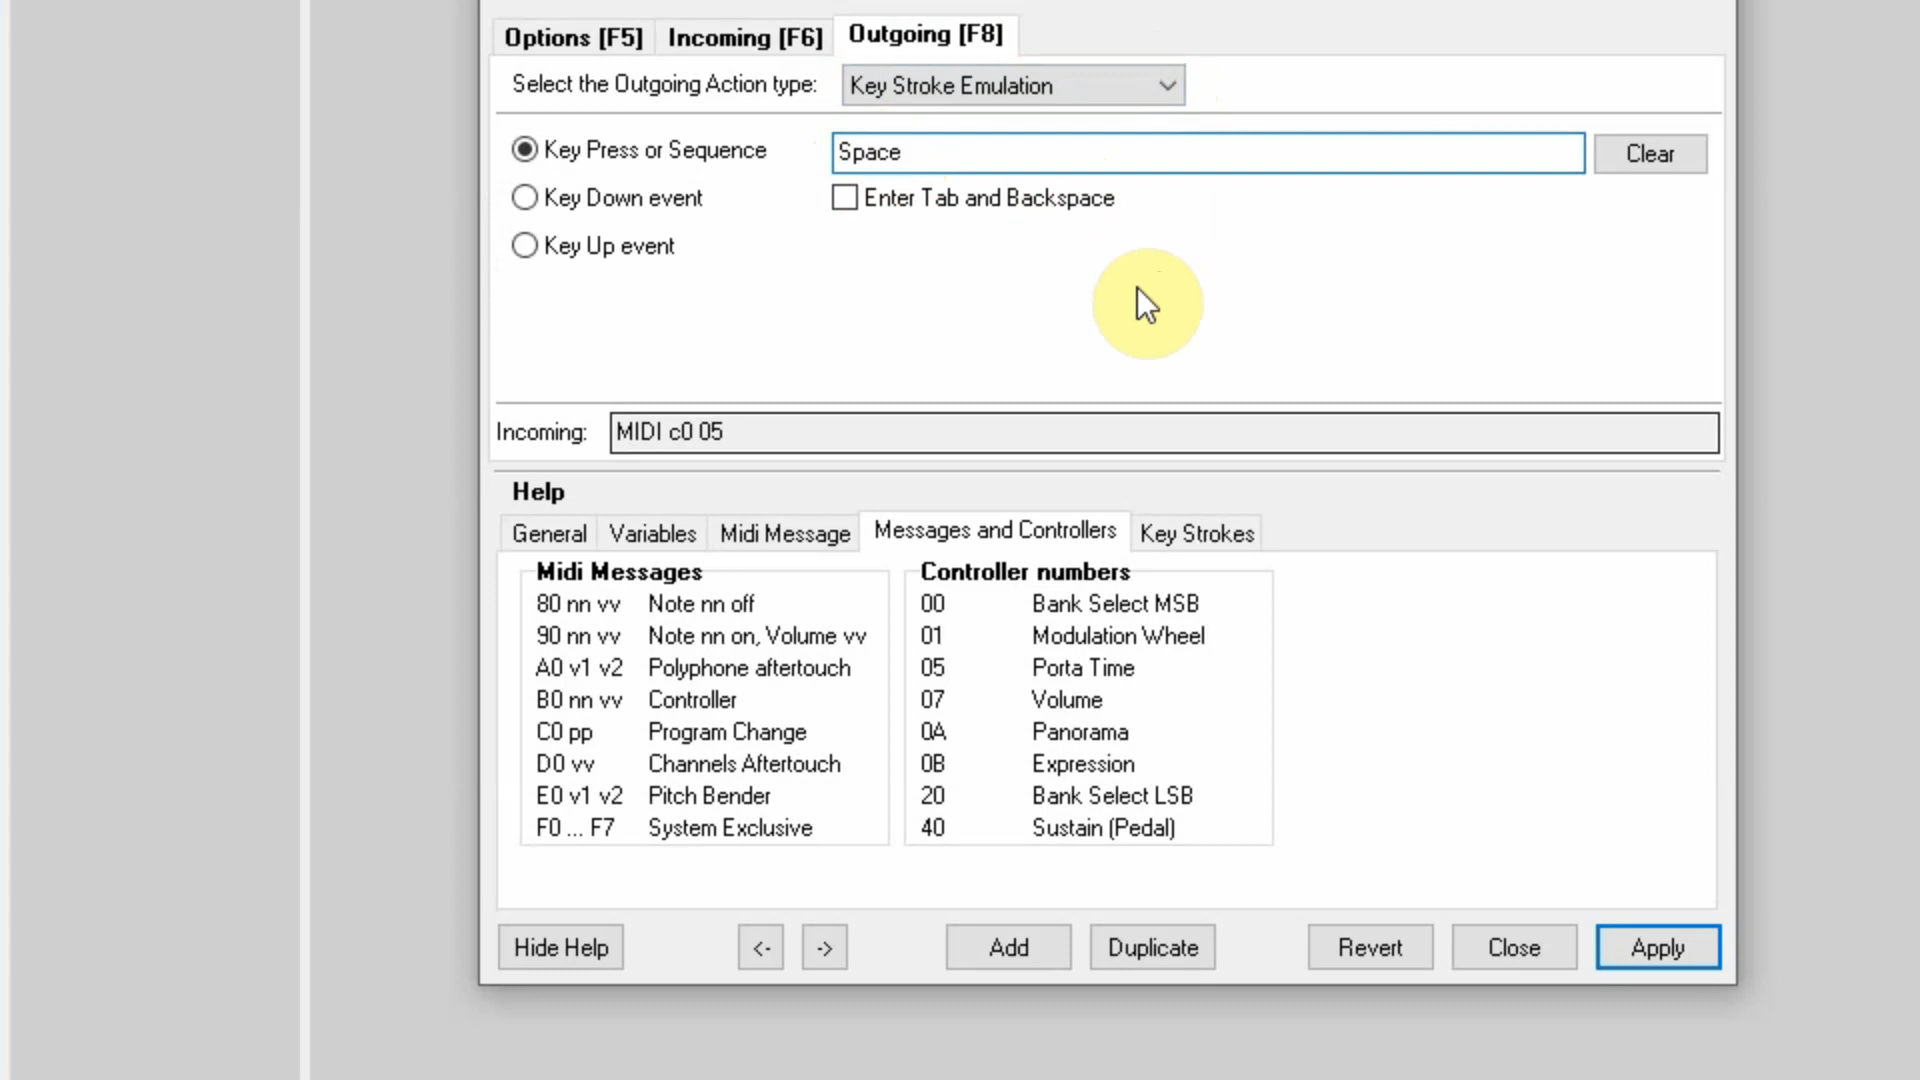 Options [F5] Incoming [F6] Outgoing [F8]
Select the Outgoing Action type: Key Stroke Emulation
Key Press or Sequence Space Clear
Key Down event Enter Tab and Backspace
Key Up event
Incoming: MIDI c0 05
Help
General Variables Midi Message Messages and Controllers Key Strokes
Midi Messages
80 nn vv Note nn off
90 nn vv Note nn on, Volume vv
A0 v1 v2 Polyphone aftertouch
B0 nn vv Controller
C0 pp Program Change
D0 vv Channels Aftertouch
E0 v1 v2 Pitch Bender
F0 ... F7 System Exclusive
Controller numbers
00 Bank Select MSB
01 Modulation Wheel
05 Porta Time
07 Volume
0A Panorama
0B Expression
20 Bank Select LSB
40 Sustain (Pedal)
Hide Help <- -> Add Duplicate Revert Close Apply